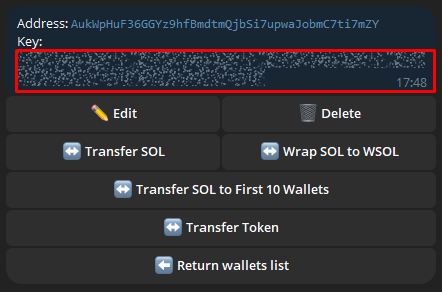 Address: AukWpHuF36GGYz9hfBmdtmQjbSi7upwaJobmC7ti7mZY
Key:
17:48
Edit
Delete
Transfer SOL
Wrap SOL to WSOL
Transfer SOL to First 10 Wallets
Transfer Token
Return wallets list